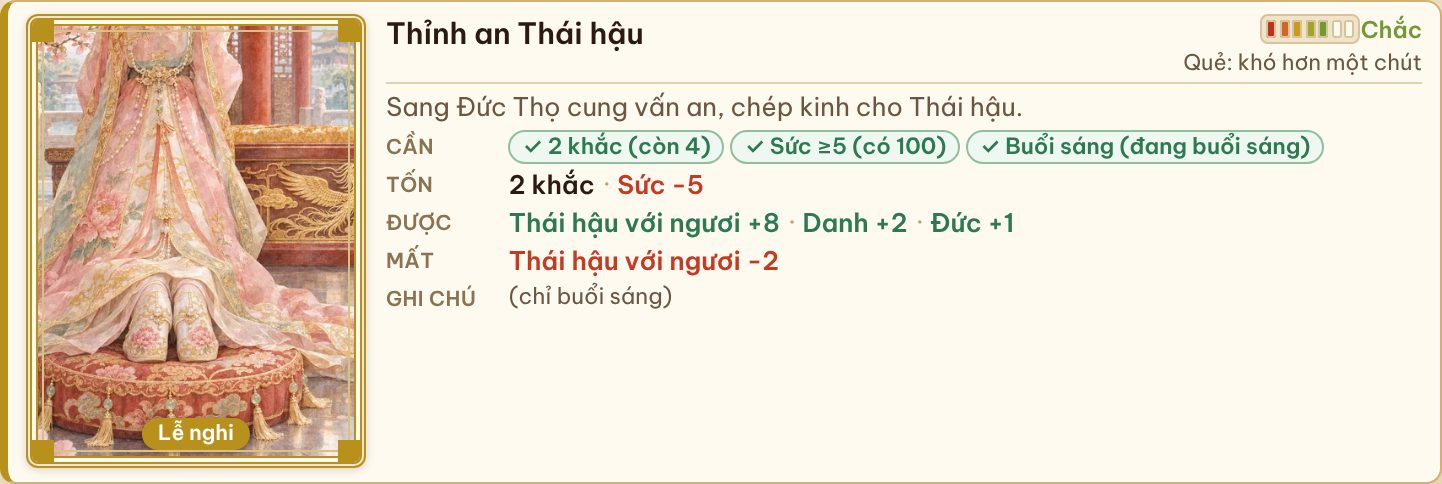 Thỉnh an Thái hậu
Chắc
Quẻ: khó hơn một chút
Sang Đức Thọ cung vấn an, chép kinh cho Thái hậu.
CẦN ✓ 2 khắc (còn 4) ✓ Sức ≥5 (có 100) ✓ Buổi sáng (đang buổi sáng)
TỐN 2 khắc · Sức -5
ĐƯỢC Thái hậu với ngươi +8 · Danh +2 · Đức +1
MẤT Thái hậu với ngươi -2
GHI CHÚ (chỉ buổi sáng)
Lễ nghi